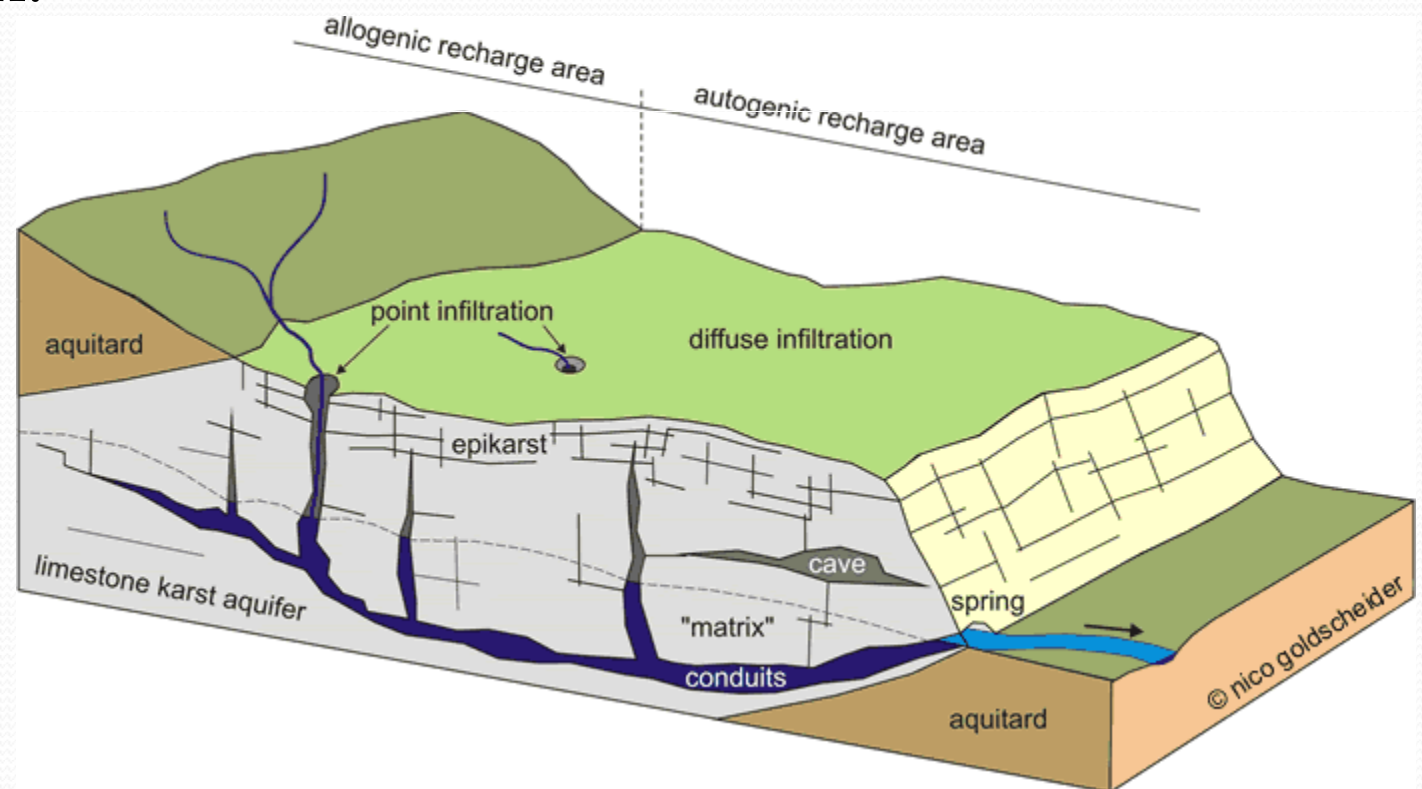 allogenic recharge area
autogenic recharge area
point infiltration
diffuse infiltration
aquitard
epikarst
cave
limestone karst aquifer
"matrix"
spring
conduits
aquitard
© nico goldscheider